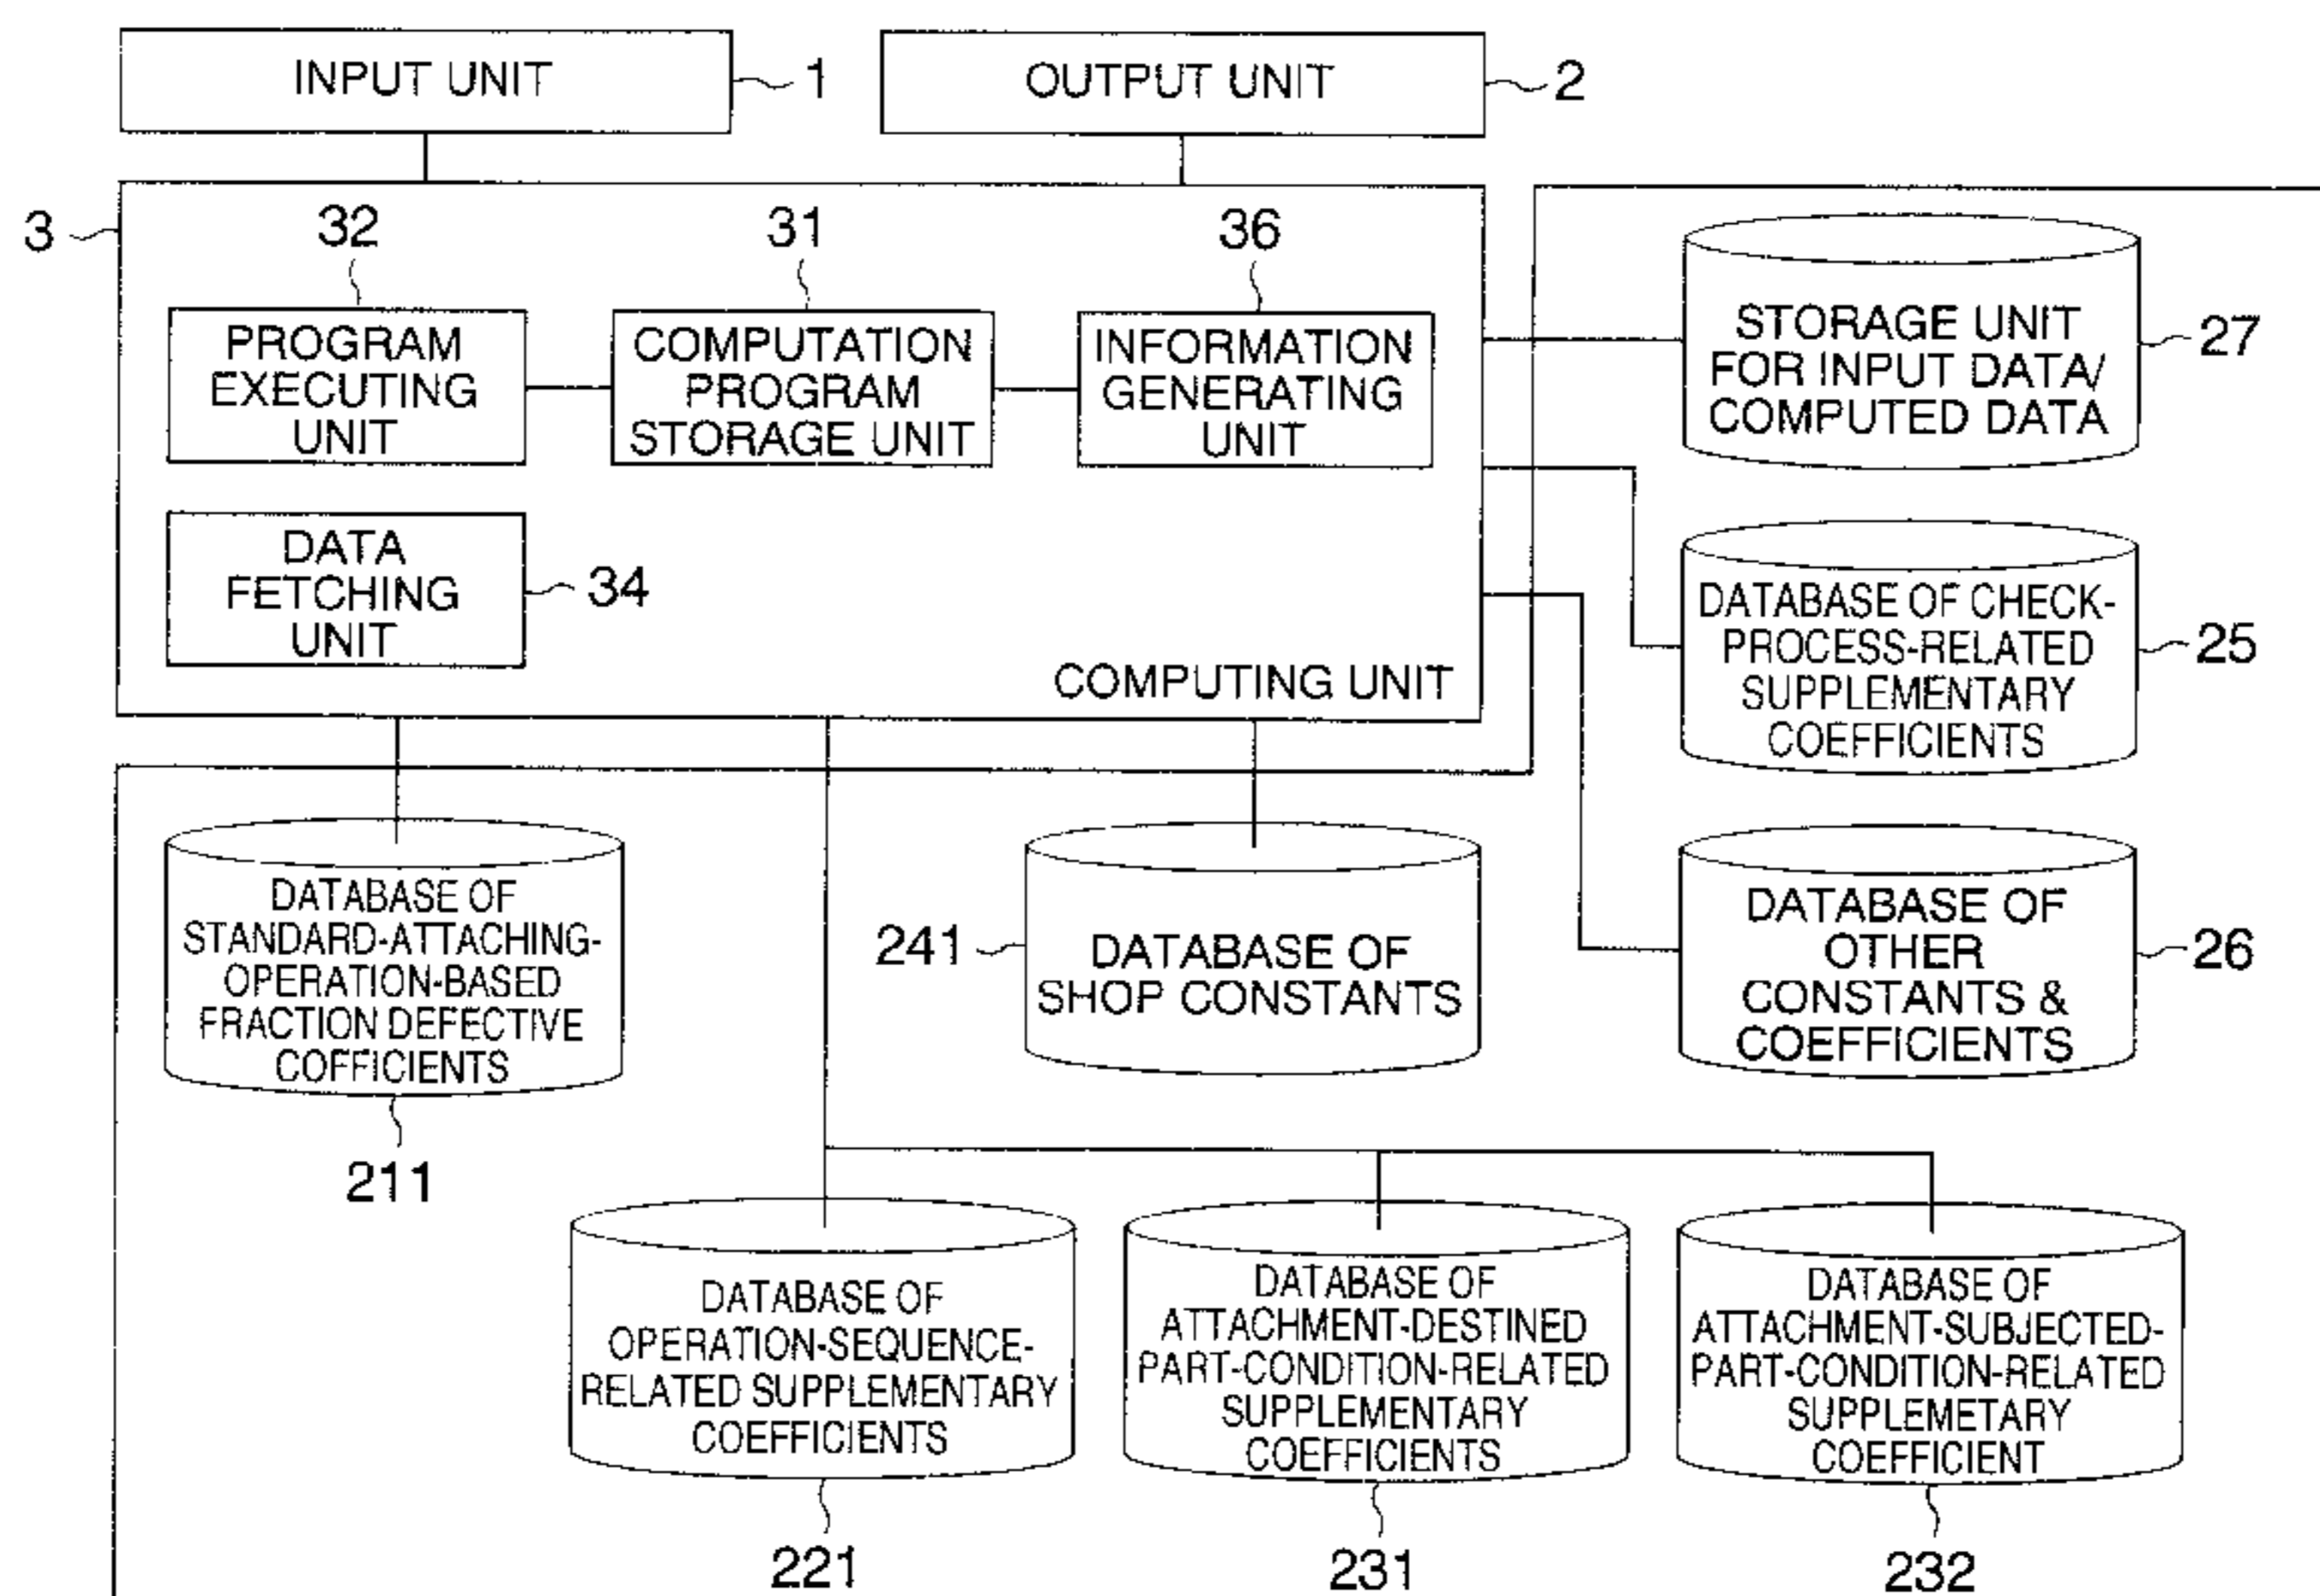 INPUT UNIT
1
OUTPUT UNIT
2
3
32
31
36
PROGRAM
EXECUTING
UNIT
COMPUTATION
PROGRAM
STORAGE UNIT
INFORMATION
GENERATING
UNIT
DATA
FETCHING
UNIT
34
COMPUTING UNIT
STORAGE UNIT
FOR INPUT DATA/
COMPUTED DATA
27
DATABASE OF CHECK-
PROCESS-RELATED
SUPPLEMENTARY
COEFFICIENTS
25
DATABASE OF
STANDARD-ATTACHING-
OPERATION-BASED
FRACTION DEFECTIVE
COFFICIENTS
211
241
DATABASE OF
SHOP CONSTANTS
DATABASE OF
OTHER
CONSTANTS &
COEFFICIENTS
26
DATABASE OF
OPERATION-SEQUENCE-
RELATED SUPPLEMENTARY
COEFFICIENTS
221
DATABASE OF
ATTACHMENT-DESTINED
PART-CONDITION-RELATED
SUPPLEMENTARY
COEFFICIENTS
231
DATABASE OF
ATTACHMENT-SUBJECTED-
PART-CONDITION-RELATED
SUPPLEMETARY
COEFFICIENT
232